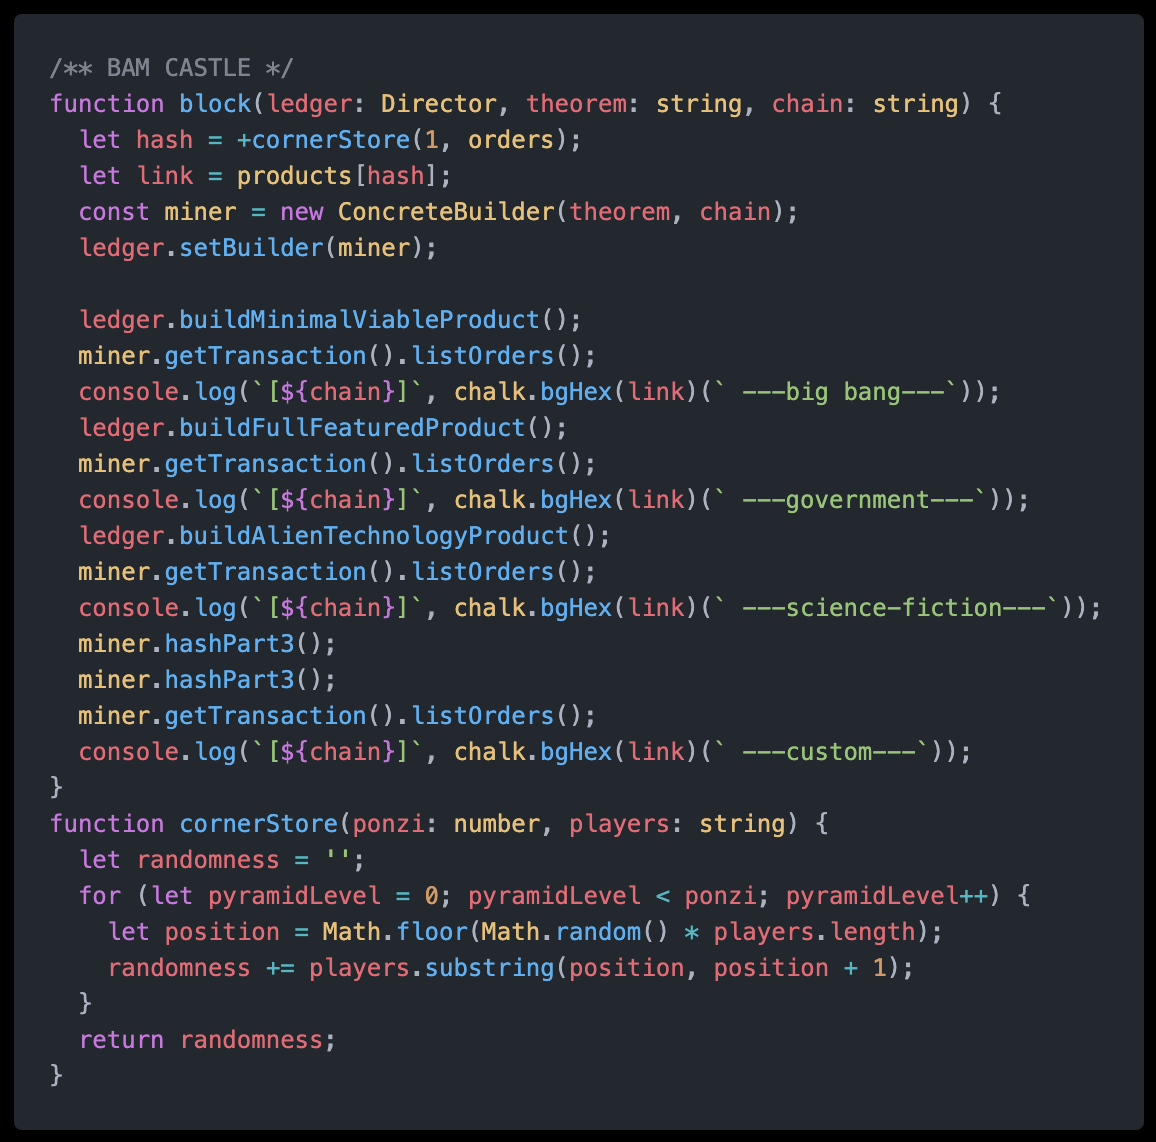 /** BAM CASTLE */
function block(ledger: Director, theorem: string, chain: string) {
  let hash = +cornerStore(1, orders);
  let link = products[hash];
  const miner = new ConcreteBuilder(theorem, chain);
  ledger.setBuilder(miner);

  ledger.buildMinimalViableProduct();
  miner.getTransaction().listOrders();
  console.log(`[${chain}]`, chalk.bgHex(link)(` ---big bang---`));
  ledger.buildFullFeaturedProduct();
  miner.getTransaction().listOrders();
  console.log(`[${chain}]`, chalk.bgHex(link)(` ---government---`));
  ledger.buildAlienTechnologyProduct();
  miner.getTransaction().listOrders();
  console.log(`[${chain}]`, chalk.bgHex(link)(` ---science-fiction---`));
  miner.hashPart3();
  miner.hashPart3();
  miner.getTransaction().listOrders();
  console.log(`[${chain}]`, chalk.bgHex(link)(` ---custom---`));
}
function cornerStore(ponzi: number, players: string) {
  let randomness = '';
  for (let pyramidLevel = 0; pyramidLevel < ponzi; pyramidLevel++) {
    let position = Math.floor(Math.random() * players.length);
    randomness += players.substring(position, position + 1);
  }
  return randomness;
}